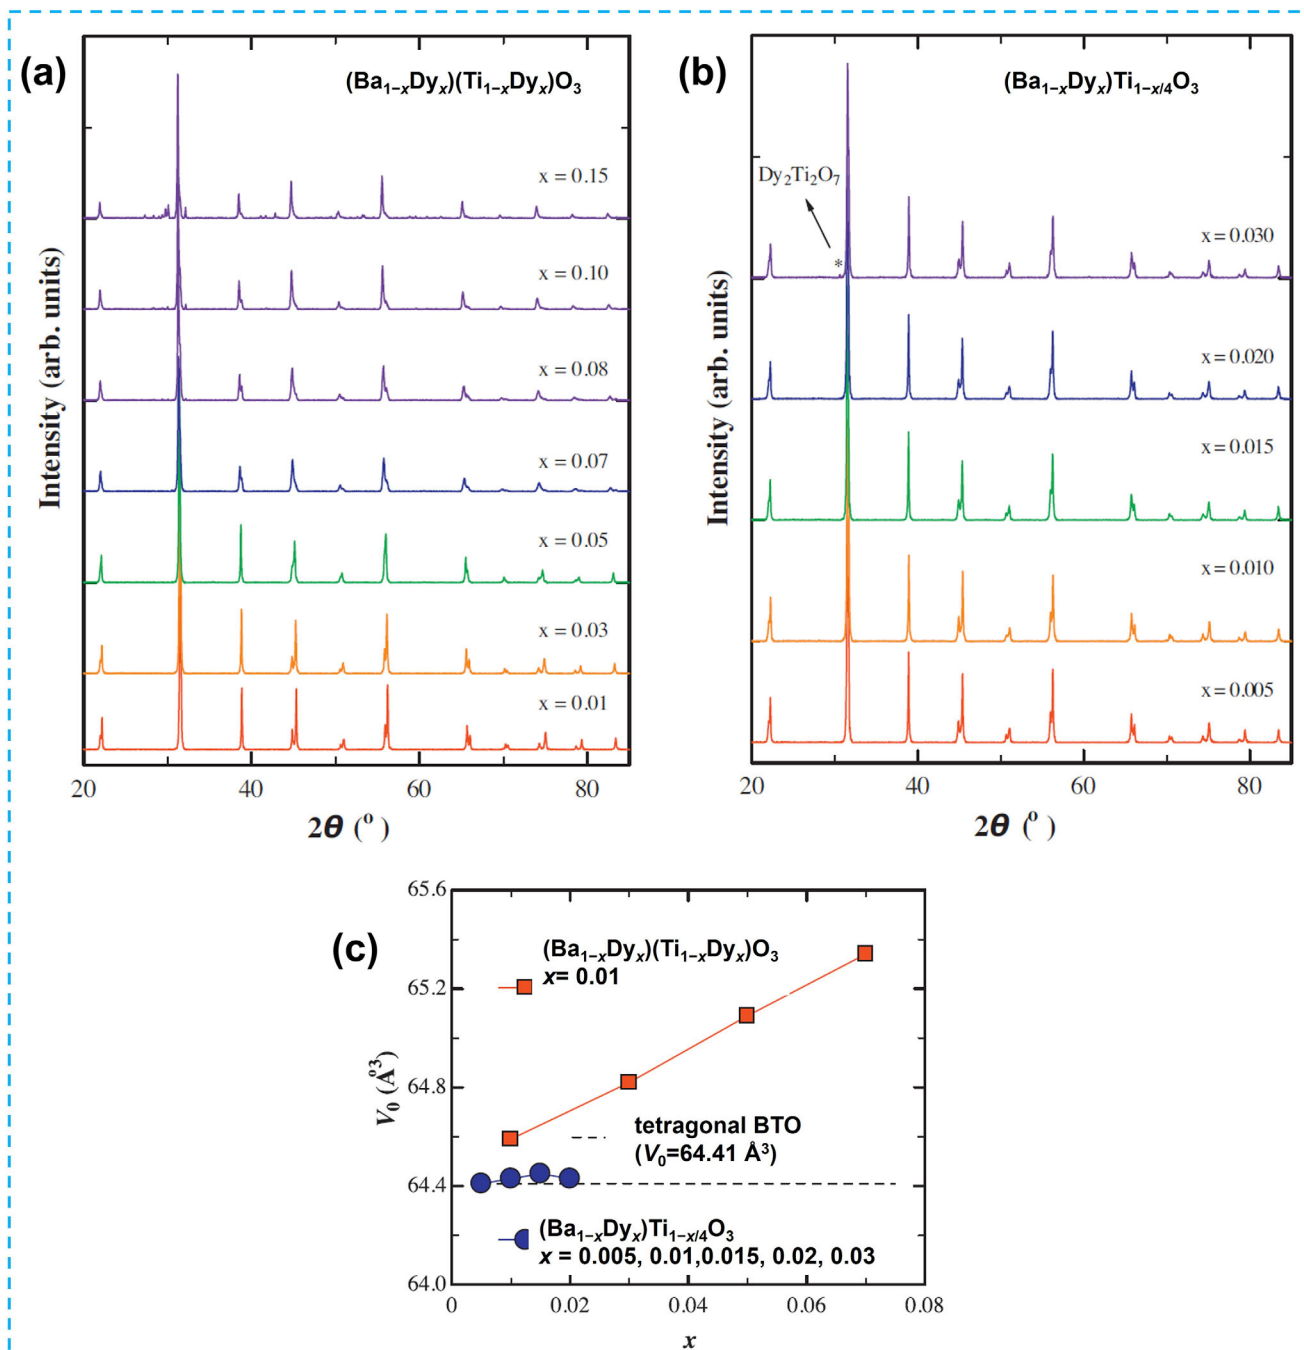 (a)
(Ba₁₋ₓDyₓ)(Ti₁₋ₓDyₓ)O₃
x = 0.15
x = 0.10
x = 0.08
x = 0.07
x = 0.05
x = 0.03
x = 0.01
Intensity (arb. units)
20 40 60 80
2θ (°)
(b)
(Ba₁₋ₓDyₓ)Ti₁₋ₓ/₄O₃
Dy₂Ti₂O₇
*
x = 0.030
x = 0.020
x = 0.015
x = 0.010
x = 0.005
Intensity (arb. units)
20 40 60 80
2θ (°)
(c)
65.6
65.2
64.8
64.4
64.0
V₀ (Å³)
(Ba₁₋ₓDyₓ)(Ti₁₋ₓDyₓ)O₃
x= 0.01
tetragonal BTO
(V₀=64.41 Å³)
(Ba₁₋ₓDyₓ)Ti₁₋ₓ/₄O₃
x = 0.005, 0.01,0.015, 0.02, 0.03
0 0.02 0.04 0.06 0.08
x